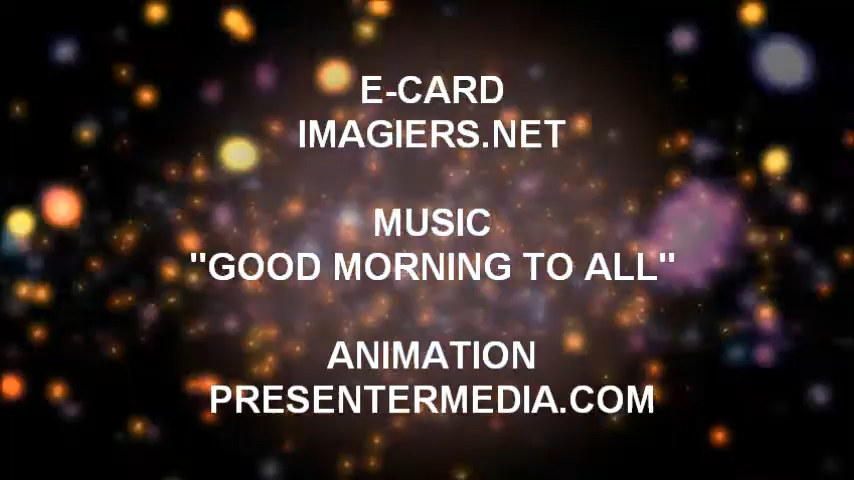 E-CARD
IMAGIERS.NET
MUSIC
"GOOD MORNING TO ALL"
ANIMATION
PRESENTERMEDIA.COM